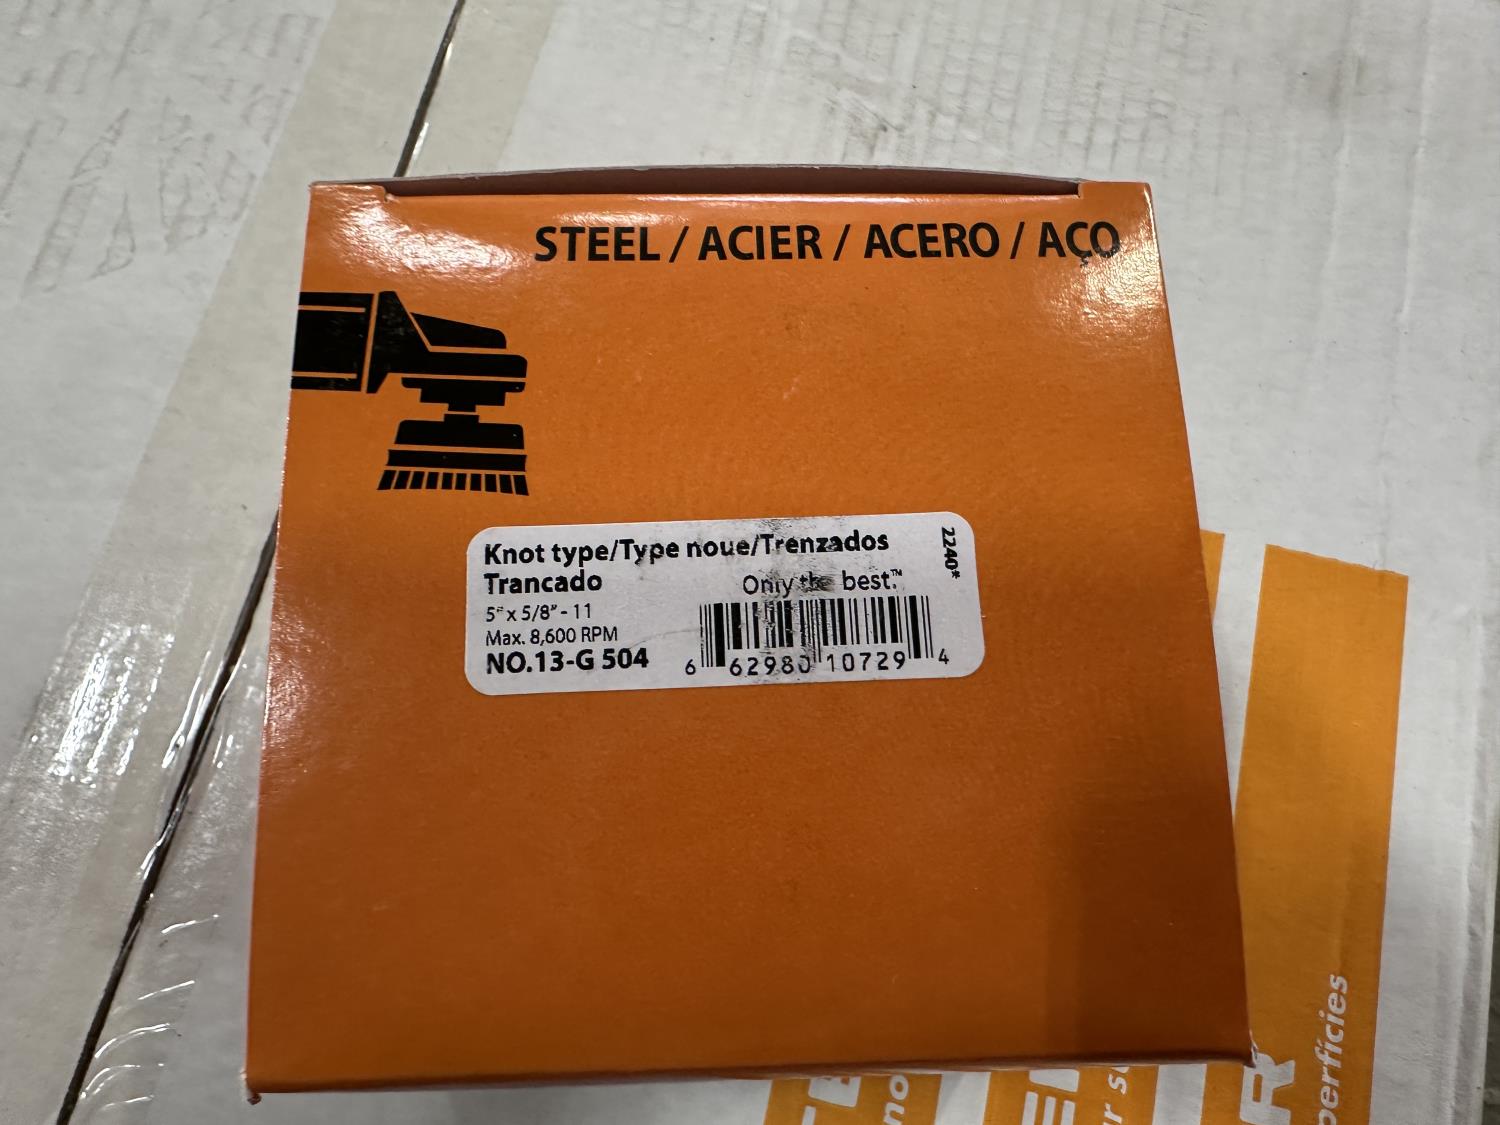 STEEL / ACIER / ACERO / AÇO
Knot type/Type noue/Trenzados
Trancado
Only the best.™
5" x 5/8" - 11
Max. 8,600 RPM
NO.13-G 504
6 62980 10729 4
2240*
R
perfícies